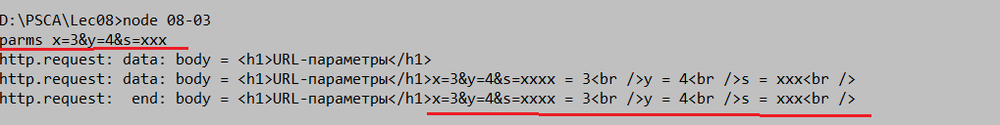 D:\PSCA\Lec08>node 08-03
parms x=3&y=4&s=xxx
http.request: data: body = <h1>URL-параметры</h1>
http.request: data: body = <h1>URL-параметры</h1>x=3&y=4&s=xxxx = 3<br />y = 4<br />s = xxx<br />
http.request:  end: body = <h1>URL-параметры</h1>x=3&y=4&s=xxxx = 3<br />y = 4<br />s = xxx<br />